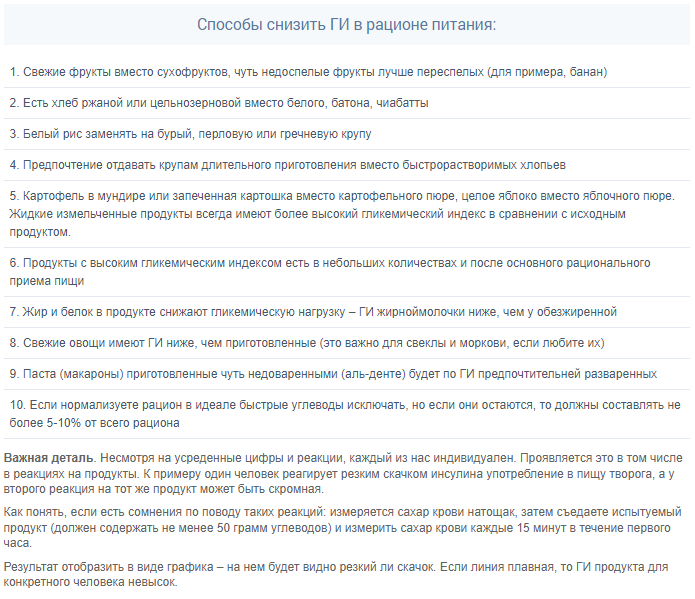 Способы снизить ГИ в рационе питания:
1. Свежие фрукты вместо сухофруктов, чуть недоспелые фрукты лучше переспелых (для примера, банан)
2. Есть хлеб ржаной или цельнозерновой вместо белого, батона, чиабатты
3. Белый рис заменять на бурый, перловую или гречневую крупу
4. Предпочтение отдавать крупам длительного приготовления вместо быстрорастворимых хлопьев
5. Картофель в мундире или запеченная картошка вместо картофельного пюре, целое яблоко вместо яблочного пюре.
Жидкие измельченные продукты всегда имеют более высокий гликемический индекс в сравнении с исходным
продуктом.
6. Продукты с высоким гликемическим индексом есть в небольших количествах и после основного рационального
приема пищи
7. Жир и белок в продукте снижают гликемическую нагрузку – ГИ жирноймолочки ниже, чем у обезжиренной
8. Свежие овощи имеют ГИ ниже, чем приготовленные (это важно для свеклы и моркови, если любите их)
9. Паста (макароны) приготовленные чуть недоваренными (аль-денте) будет по ГИ предпочтительней разваренных
10. Если нормализуете рацион в идеале быстрые углеводы исключать, но если они остаются, то должны составлять не
более 5-10% от всего рациона
Важная деталь. Несмотря на усреденные цифры и реакции, каждый из нас индивидуален. Проявляется это в том числе
в реакциях на продукты. К примеру один человек реагирует резким скачком инсулина употребление в пищу творога, а у
второго реакция на тот же продукт может быть скромная.
Как понять, если есть сомнения по поводу таких реакций: измеряется сахар крови натощак, затем съедаете испытуемый
продукт (должен содержать не менее 50 грамм углеводов) и измерить сахар крови каждые 15 минут в течение первого
часа.
Результат отобразить в виде графика – на нем будет видно резкий ли скачок. Если линия плавная, то ГИ продукта для
конкретного человека невысок.